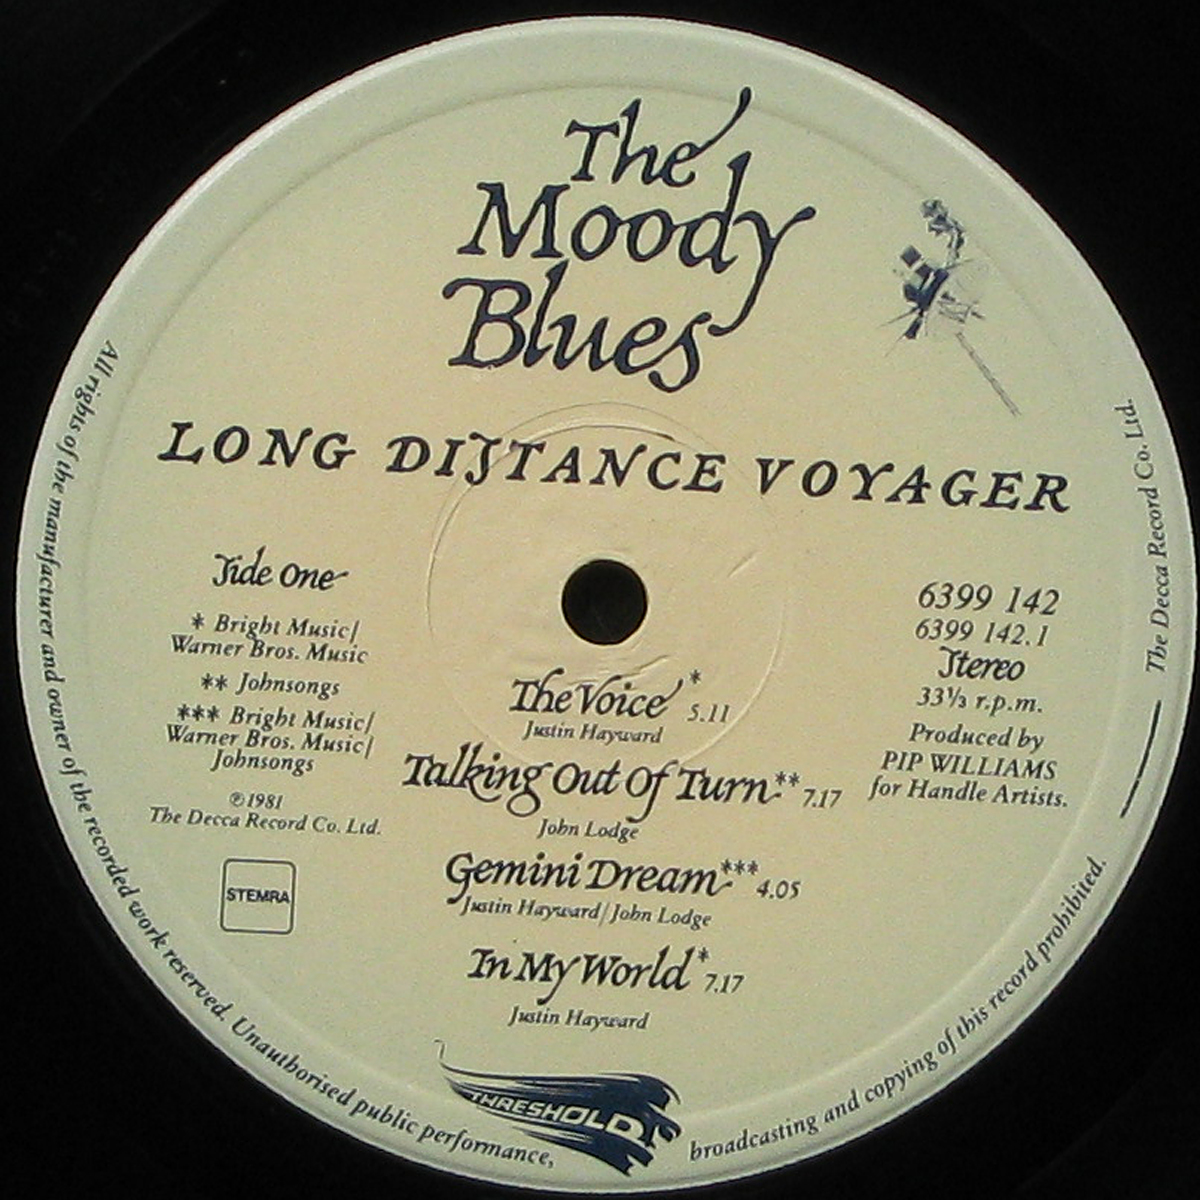 The
Moody
Blues
LONG DISTANCE VOYAGER
Side One
* Bright Music/
Warner Bros. Music
** Johnsongs
*** Bright Music/
Warner Bros. Music/
Johnsongs
℗1981
The Decca Record Co. Ltd.
STEMRA
6399 142
6399 142.1
Stereo
33⅓ r.p.m.
Produced by
PIP WILLIAMS
for Handle Artists.
The Voice* 5.11
Justin Hayward
Talking Out Of Turn** 7.17
John Lodge
Gemini Dream*** 4.05
Justin Hayward/John Lodge
In My World* 7.17
Justin Hayward
THRESHOLD
All rights of the manufacturer and owner of the recorded work reserved. Unauthorised public performance, broadcasting and copying of this record prohibited. —— The Decca Record Co. Ltd.